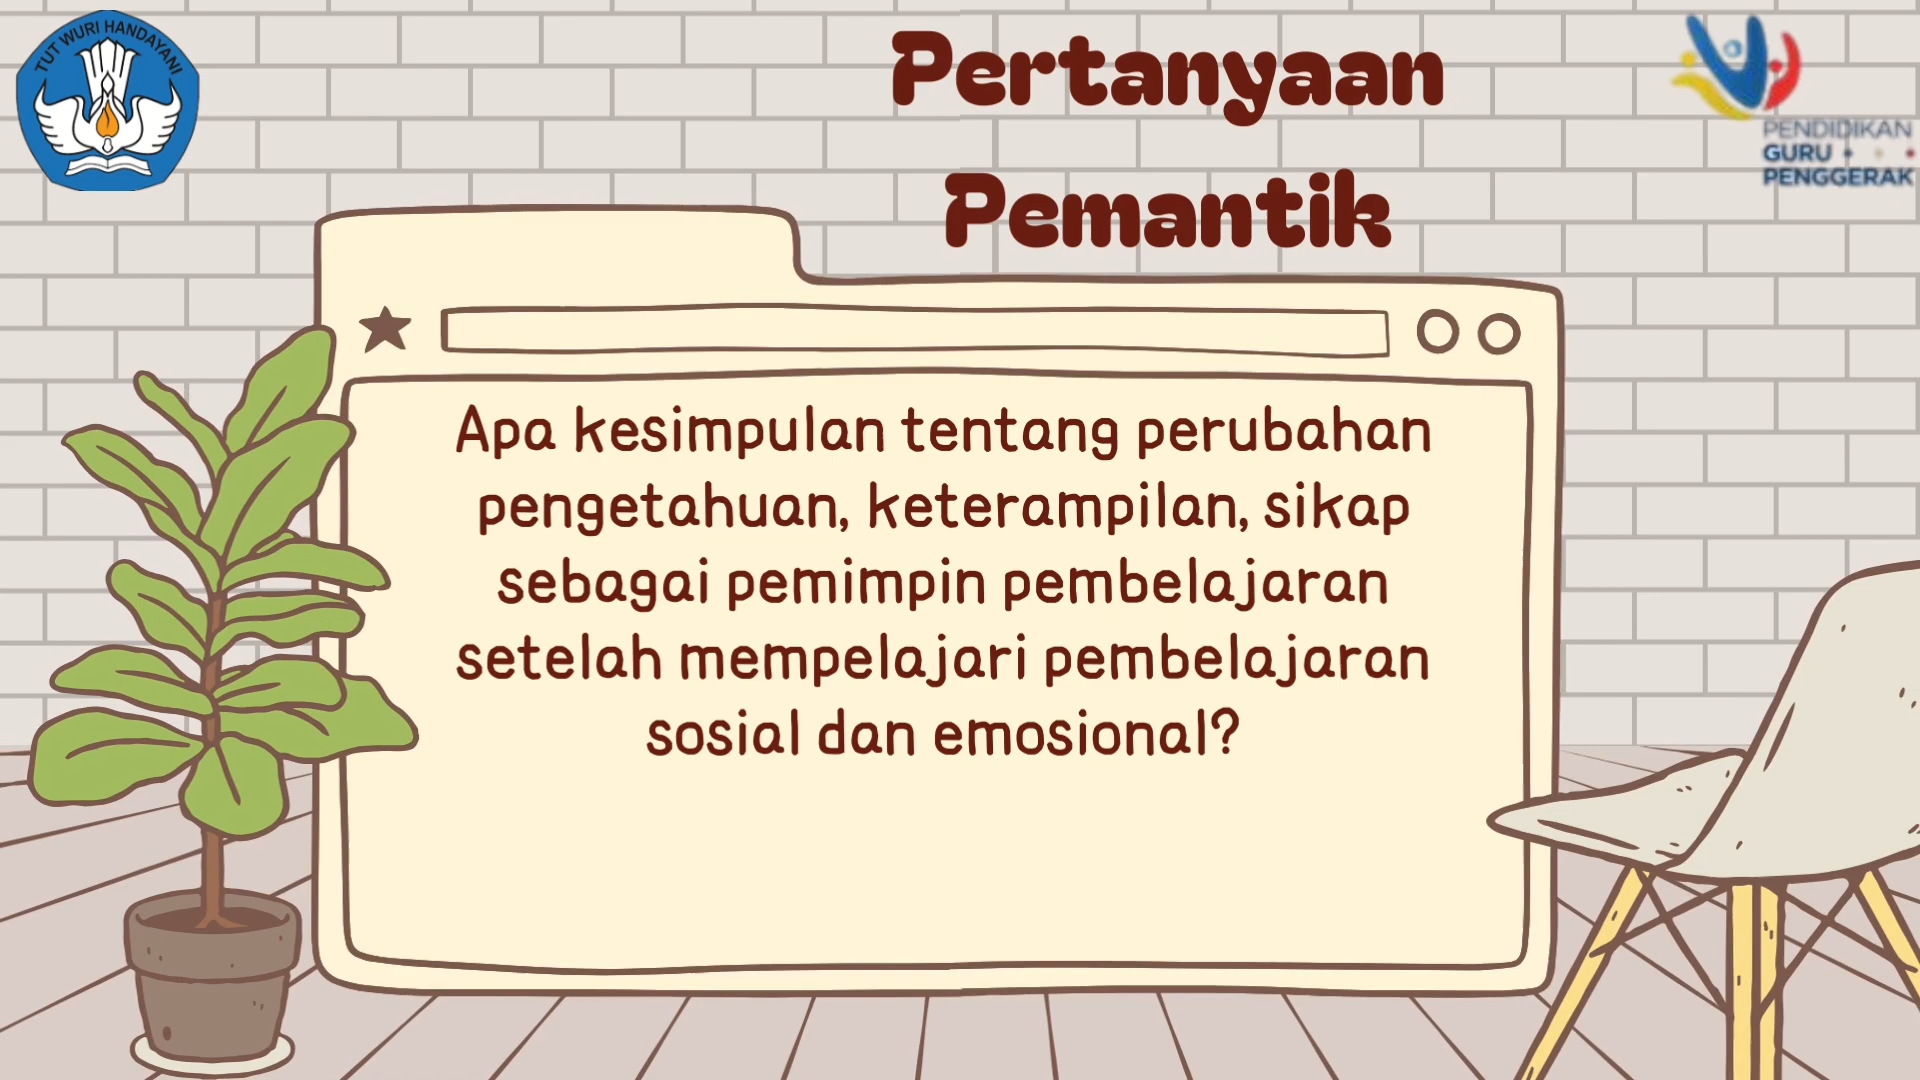 TUT WURI HANDAYANI
Pertanyaan
Pemantik
PENDIDIKAN
GURU
PENGGERAK
Apa kesimpulan tentang perubahan
pengetahuan, keterampilan, sikap
sebagai pemimpin pembelajaran
setelah mempelajari pembelajaran
sosial dan emosional?